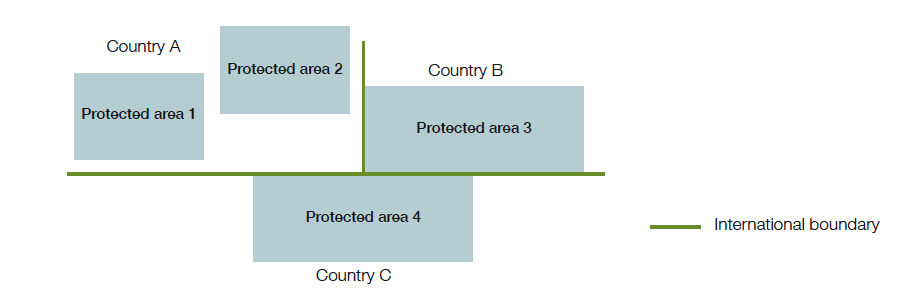 Country A
Protected area 2
Country B
Protected area 1
Protected area 3
Protected area 4
International boundary
Country C